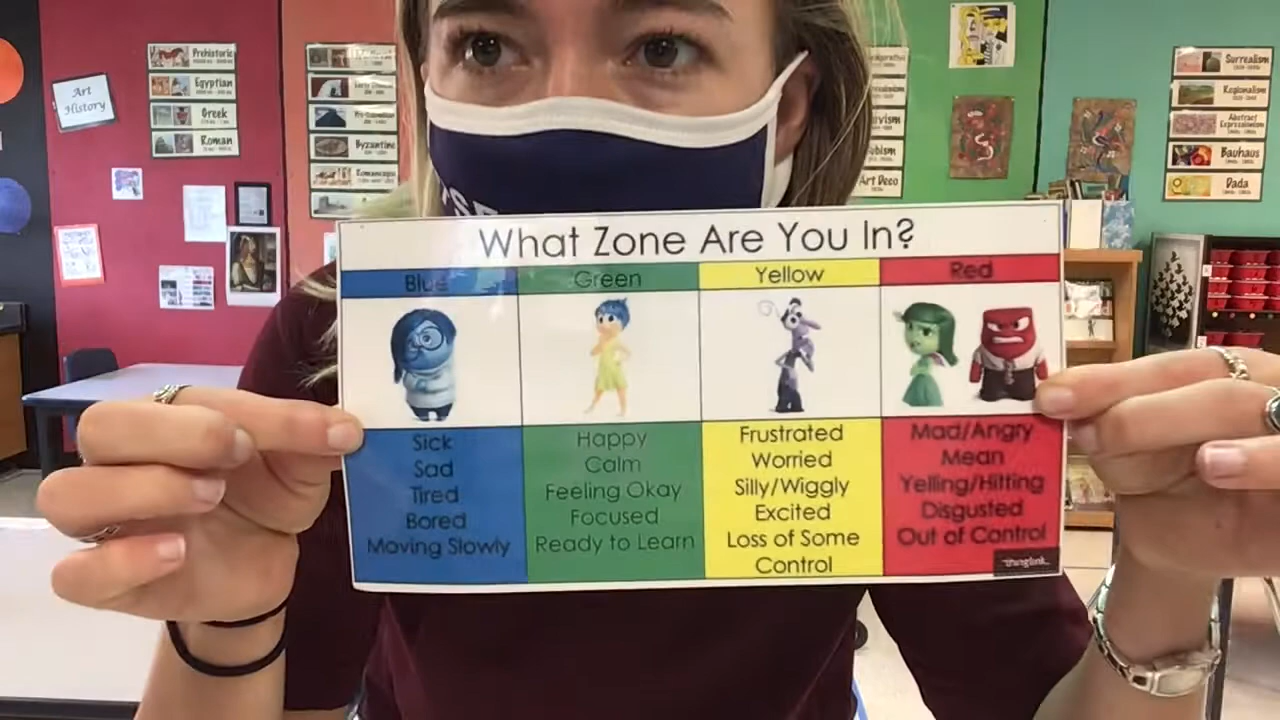 Art
History
Prehistoric
Egyptian
Greek
Roman
Byzantine
Art Deco
Surrealism
Regionalism
Abstract
Expressionism
Bauhaus
Dada
What Zone Are You In?
Blue
Green
Yellow
Red
Sick
Sad
Tired
Bored
Moving Slowly
Happy
Calm
Feeling Okay
Focused
Ready to Learn
Frustrated
Worried
Silly/Wiggly
Excited
Loss of Some
Control
Mad/Angry
Mean
Yelling/Hitting
Disgusted
Out of Control